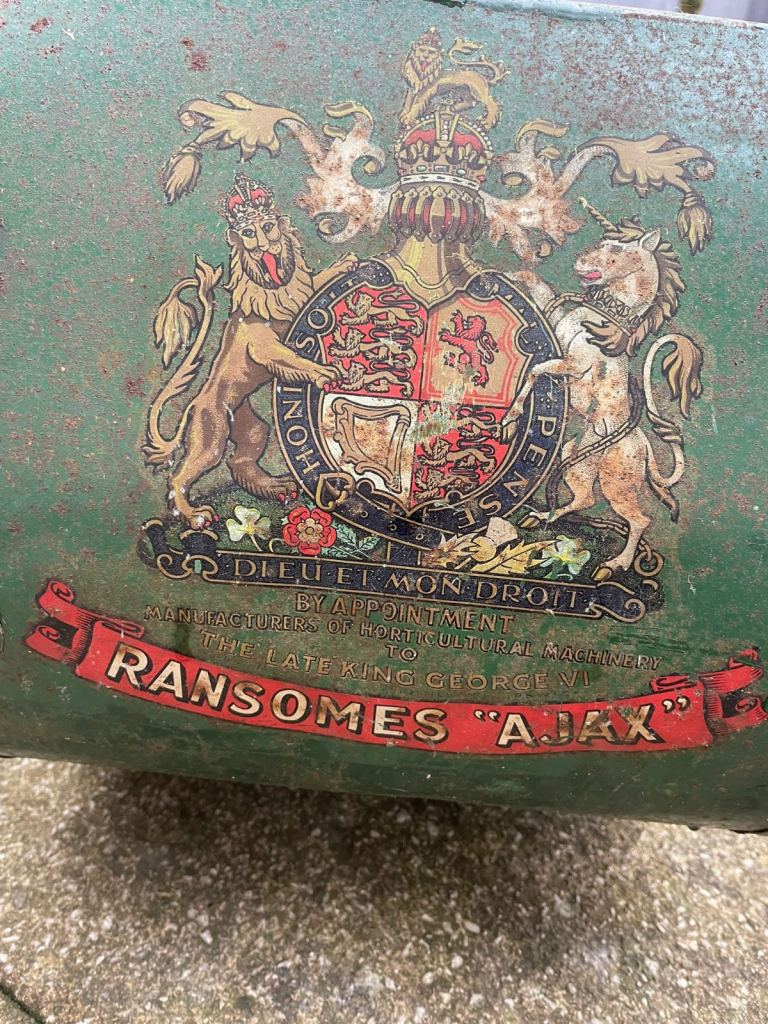 HONI SOIT QUI MAL Y PENSE
DIEU ET MON DROIT
BY APPOINTMENT
MANUFACTURERS OF HORTICULTURAL MACHINERY
TO
THE LATE KING GEORGE VI
RANSOMES "AJAX"